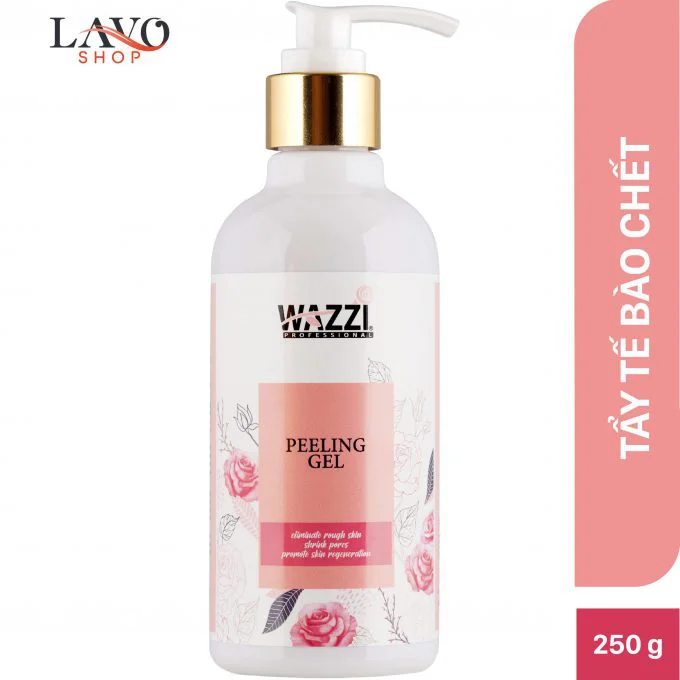 LAVO
SHOP
WAZZI®
PROFESSIONAL
PEELING
GEL
eliminate rough skin
shrink pores
promote skin regeneration
TẨY TẾ BÀO CHẾT
250 g